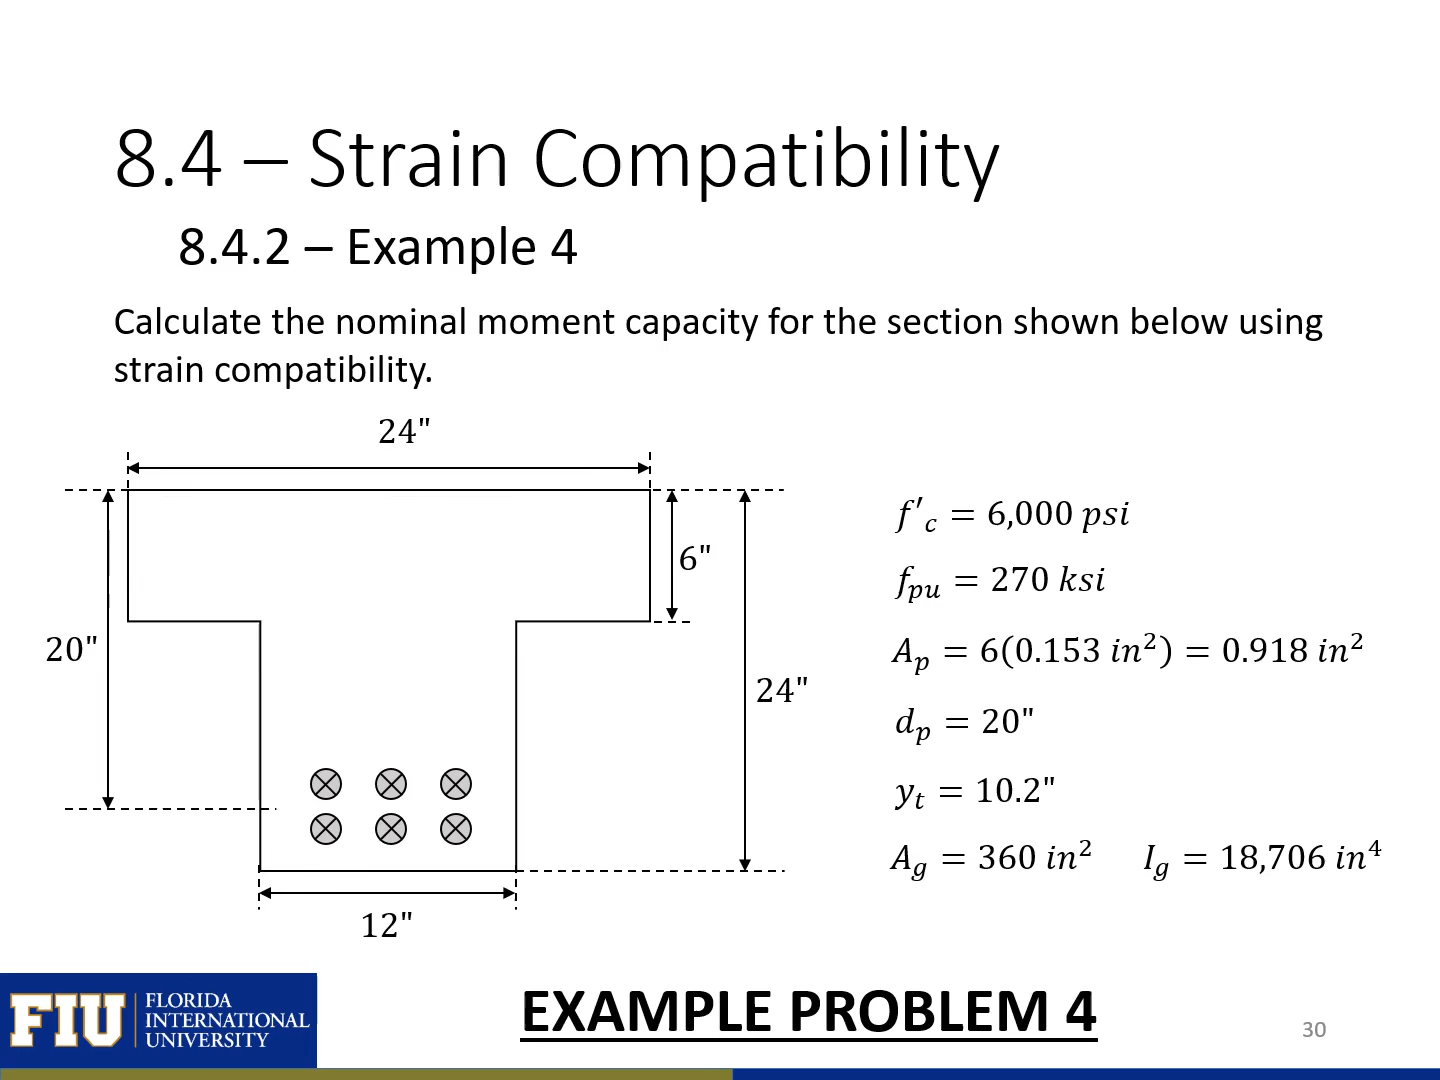 8.4 – Strain Compatibility
8.4.2 – Example 4
Calculate the nominal moment capacity for the section shown below using
strain compatibility.
24"
6"
20"
24"
12"
f'c = 6,000 psi
fpu = 270 ksi
Ap = 6(0.153 in²) = 0.918 in²
dp = 20"
yt = 10.2"
Ag = 360 in² Ig = 18,706 in⁴
EXAMPLE PROBLEM 4
FIU
FLORIDA
INTERNATIONAL
UNIVERSITY
30